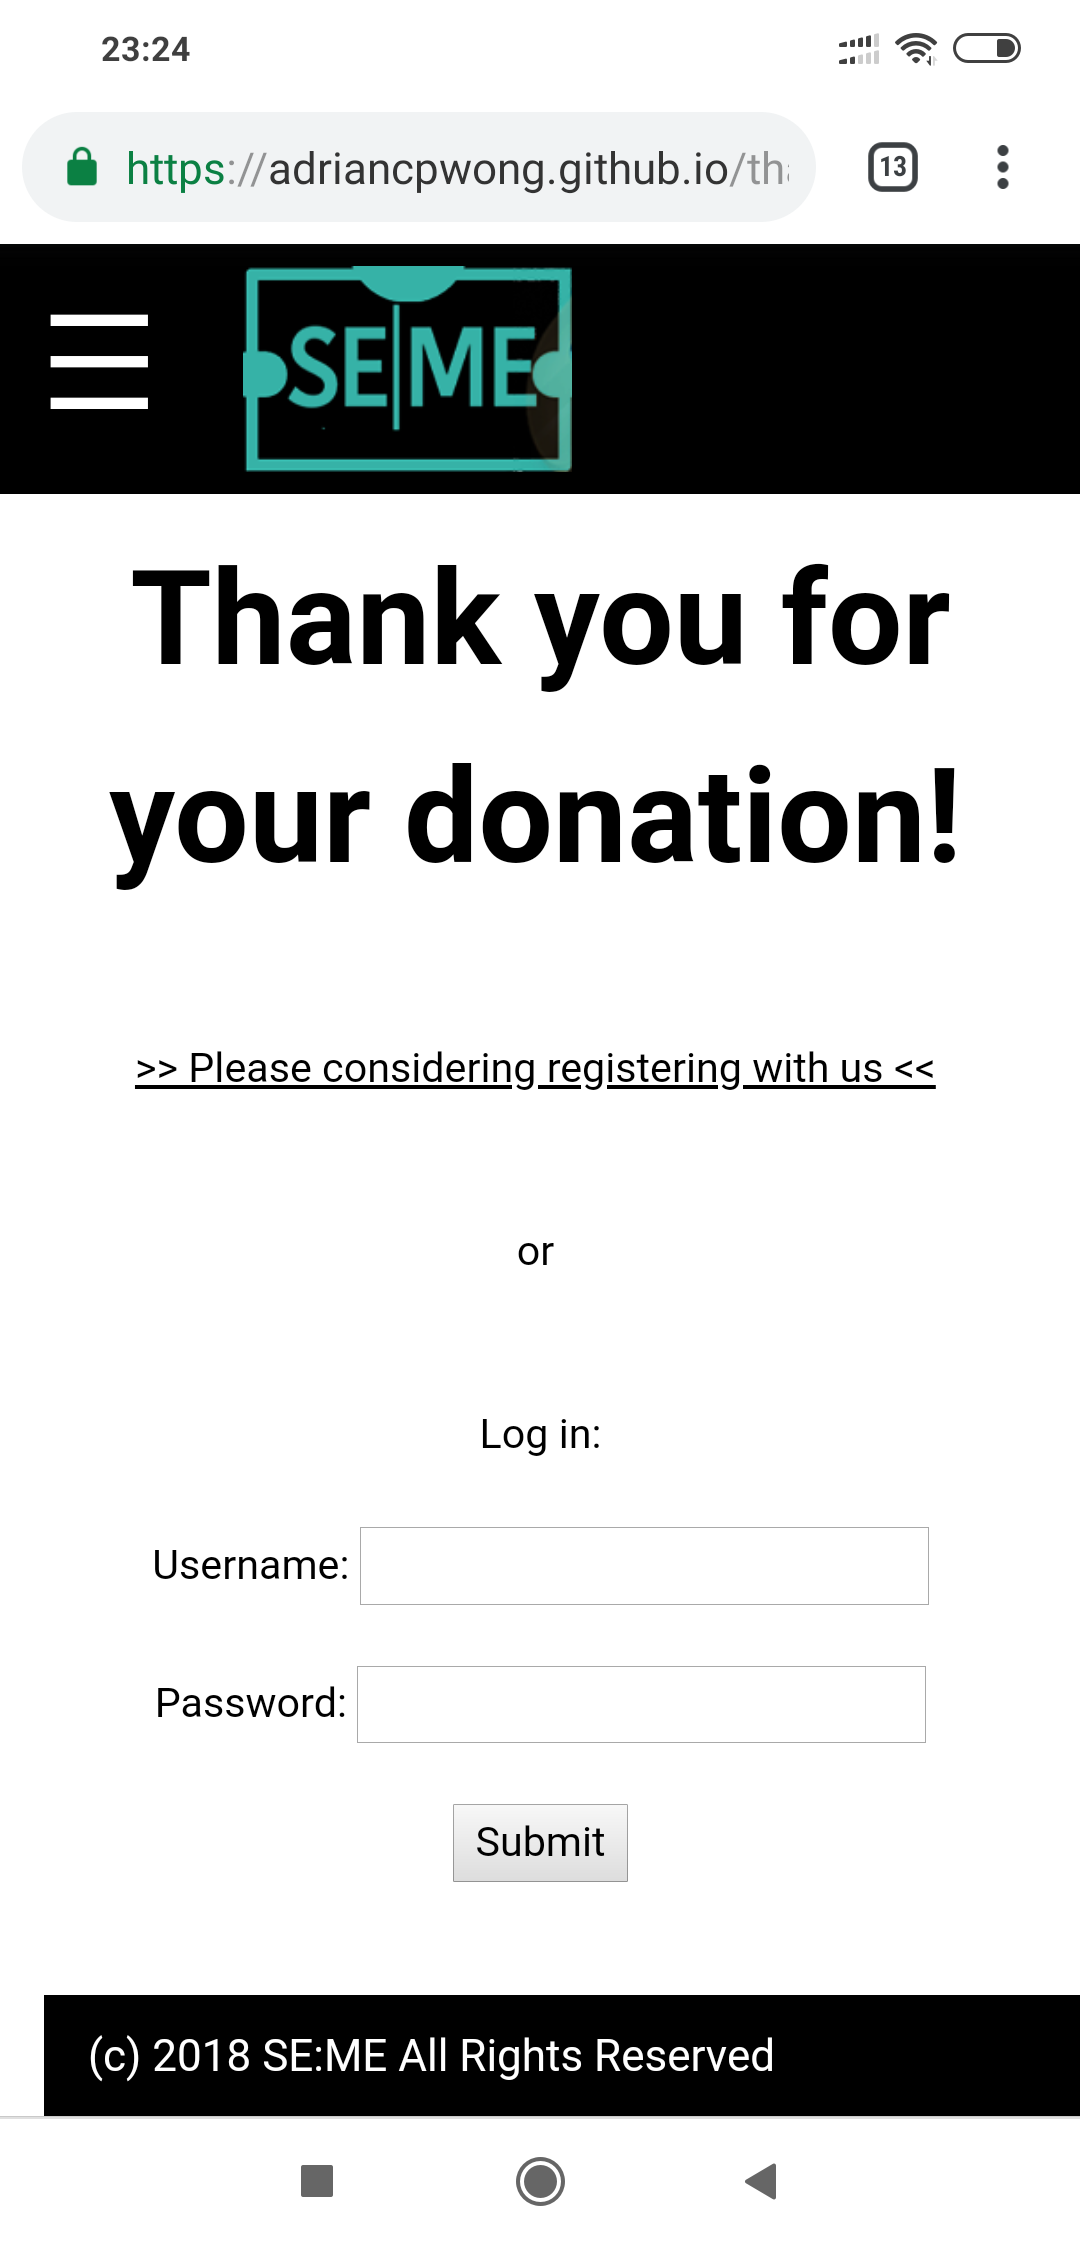 23:24
https://adriancpwong.github.io/tha
13
SE|ME
Thank you for
your donation!
>> Please considering registering with us <<
or
Log in:
Username:
Password:
Submit
(c) 2018 SE:ME All Rights Reserved